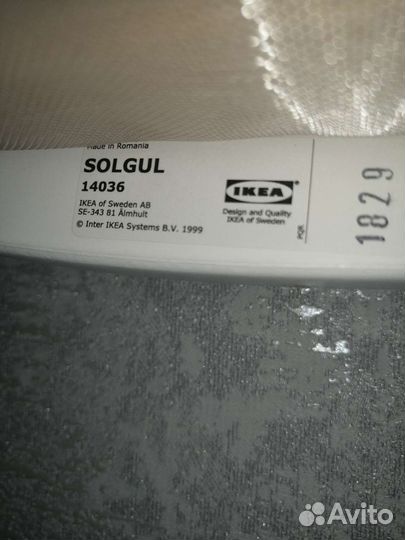 Made in Romania
SOLGUL
14036
IKEA of Sweden AB
SE-343 81 Älmhult
© Inter IKEA Systems B.V. 1999
IKEA
Design and Quality
IKEA of Sweden
PQR
1829
Avito